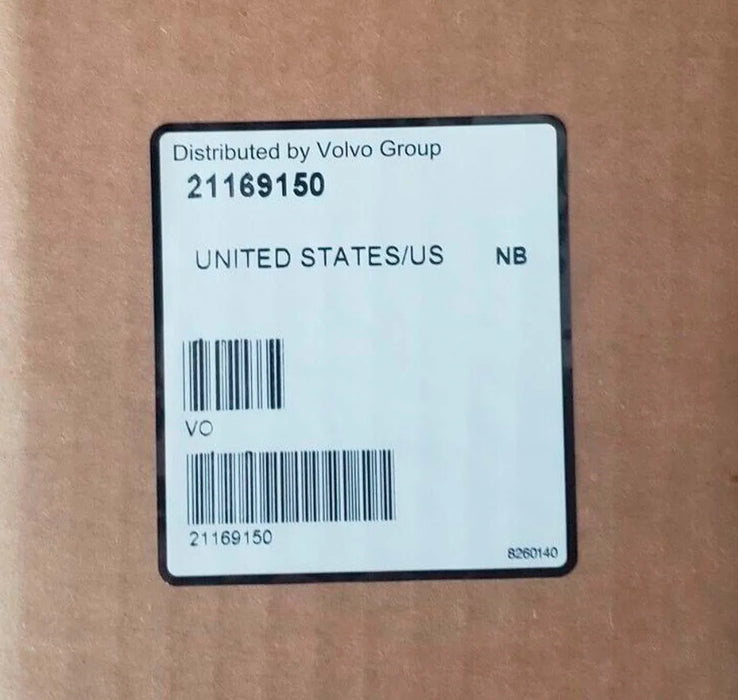 Distributed by Volvo Group
21169150
UNITED STATES/US NB
VO
21169150
8260140